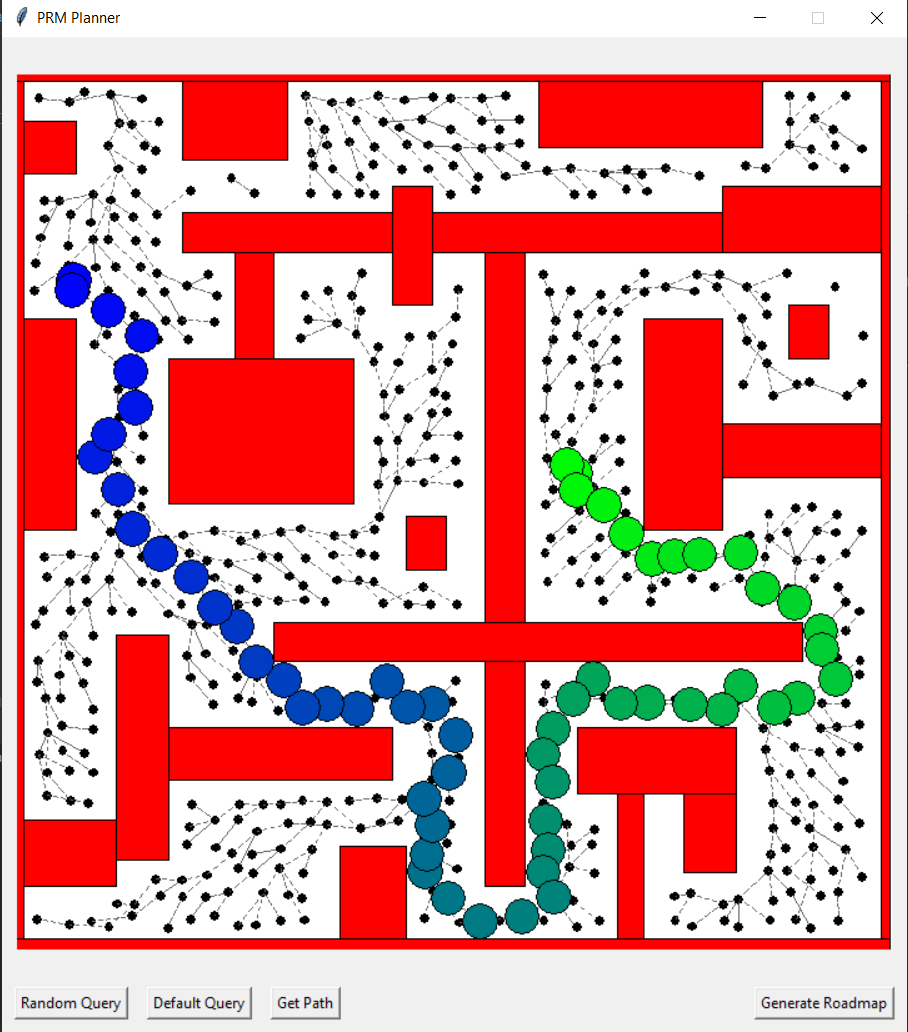 PRM Planner
Random Query
Default Query
Get Path
Generate Roadmap